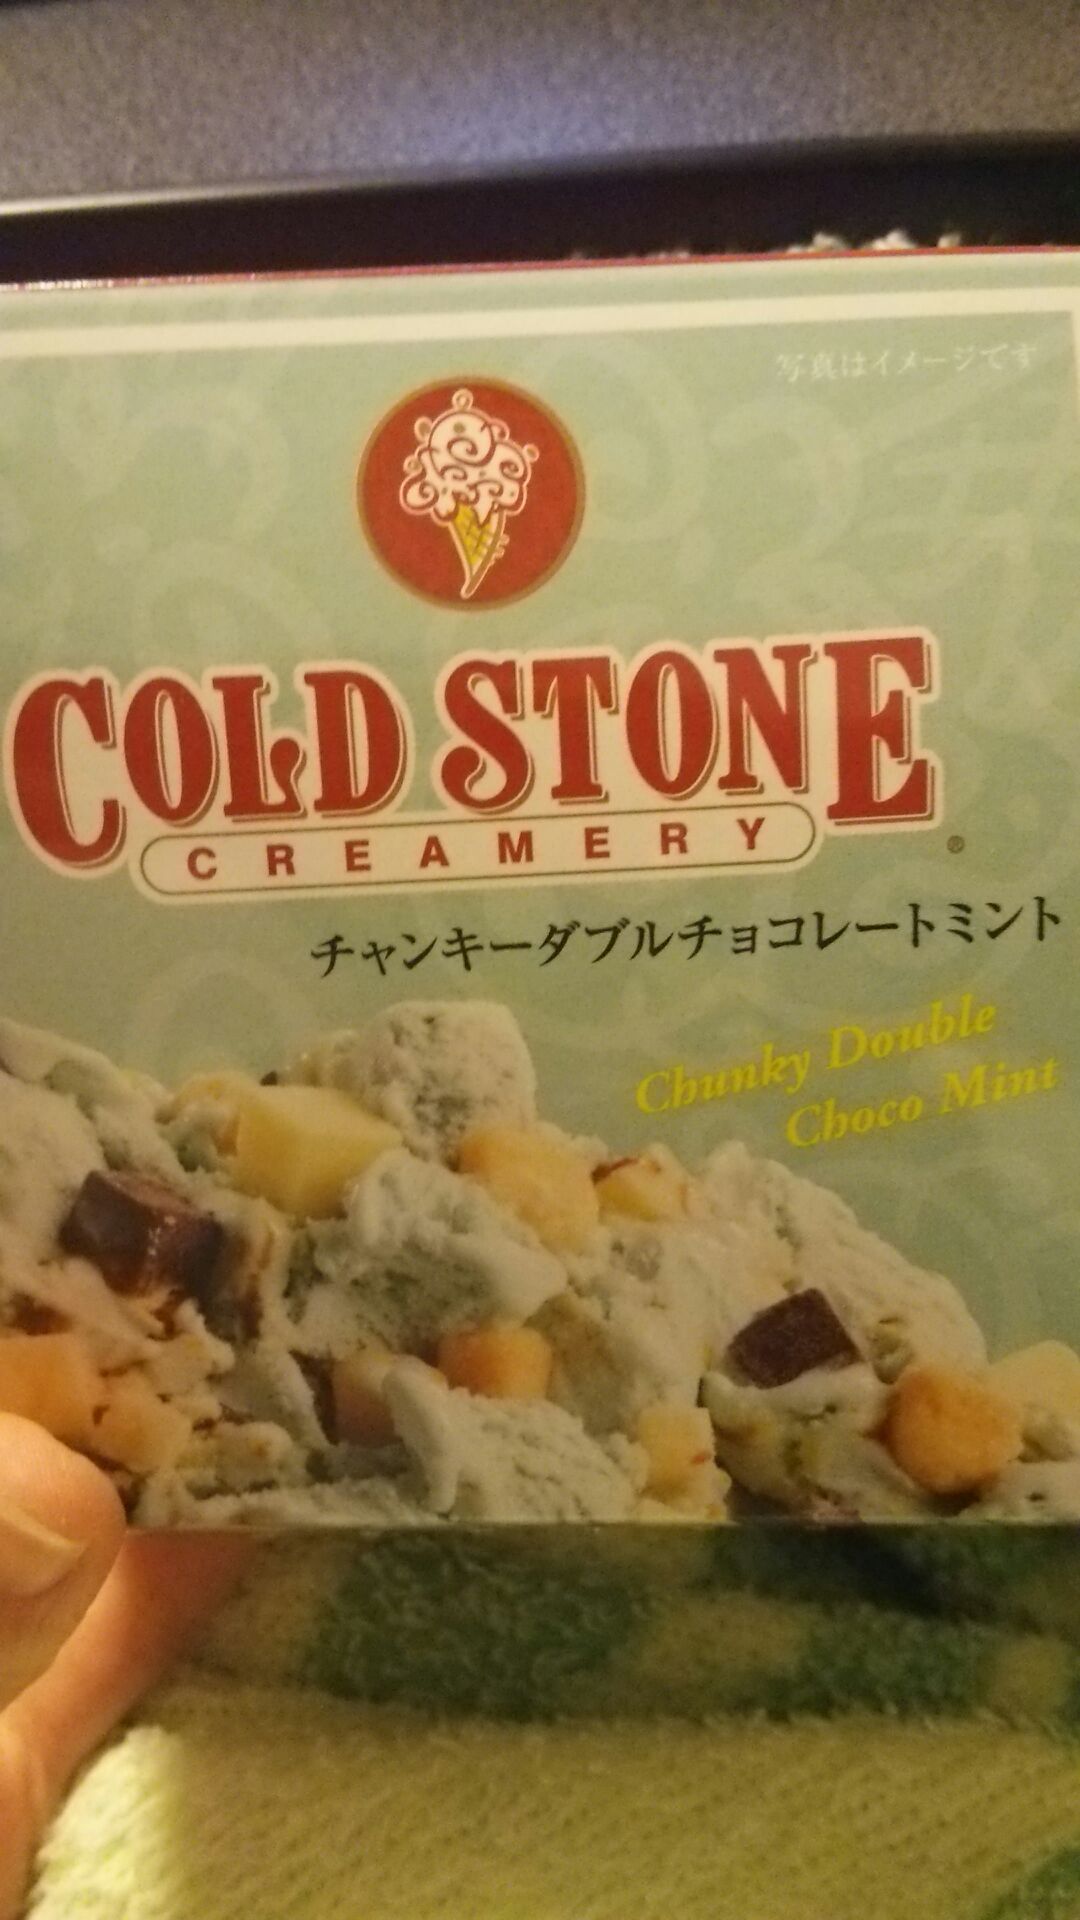 写真はイメージです
COLD STONE
CREAMERY
®
チャンキーダブルチョコレートミント
Chunky Double
Choco Mint